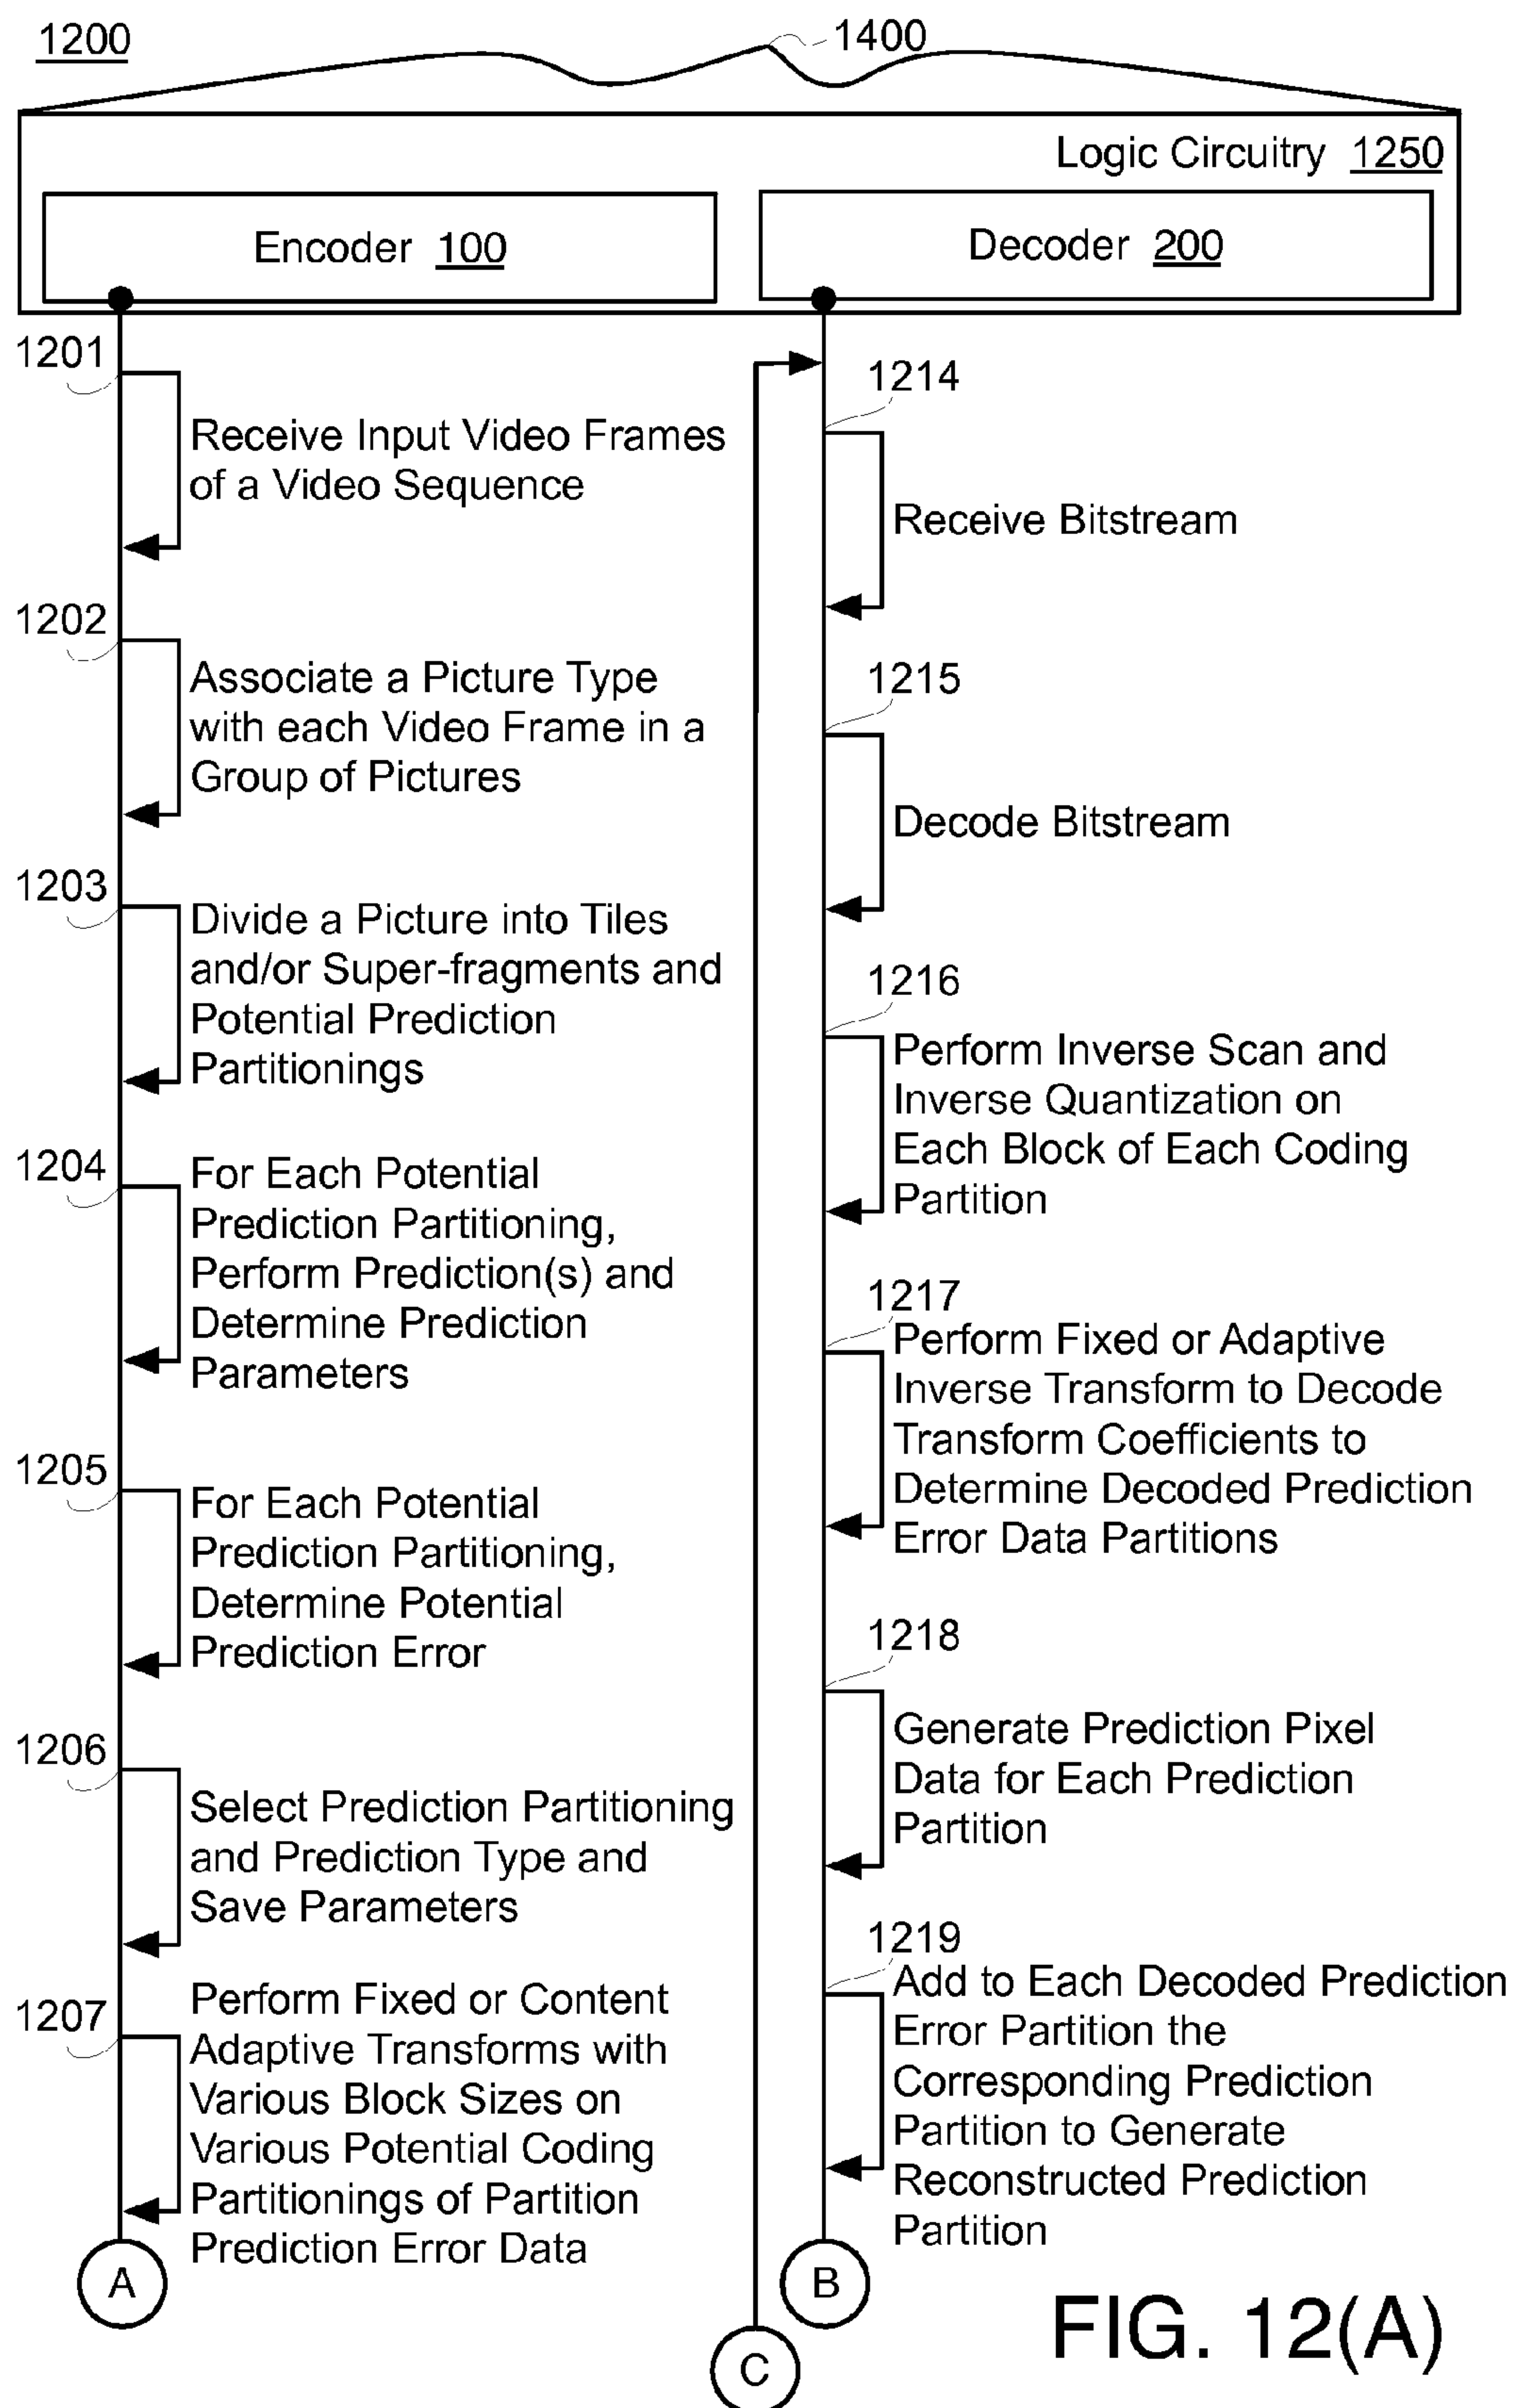 1200
1400
Logic Circuitry 1250
Encoder 100
Decoder 200
1201
Receive Input Video Frames
of a Video Sequence
1202
Associate a Picture Type
with each Video Frame in a
Group of Pictures
1203
Divide a Picture into Tiles
and/or Super-fragments and
Potential Prediction
Partitionings
1204
For Each Potential
Prediction Partitioning,
Perform Prediction(s) and
Determine Prediction
Parameters
1205
For Each Potential
Prediction Partitioning,
Determine Potential
Prediction Error
1206
Select Prediction Partitioning
and Prediction Type and
Save Parameters
1207
Perform Fixed or Content
Adaptive Transforms with
Various Block Sizes on
Various Potential Coding
Partitionings of Partition
Prediction Error Data
A
1214
Receive Bitstream
1215
Decode Bitstream
1216
Perform Inverse Scan and
Inverse Quantization on
Each Block of Each Coding
Partition
1217
Perform Fixed or Adaptive
Inverse Transform to Decode
Transform Coefficients to
Determine Decoded Prediction
Error Data Partitions
1218
Generate Prediction Pixel
Data for Each Prediction
Partition
1219
Add to Each Decoded Prediction
Error Partition the
Corresponding Prediction
Partition to Generate
Reconstructed Prediction
Partition
B
C
FIG. 12(A)